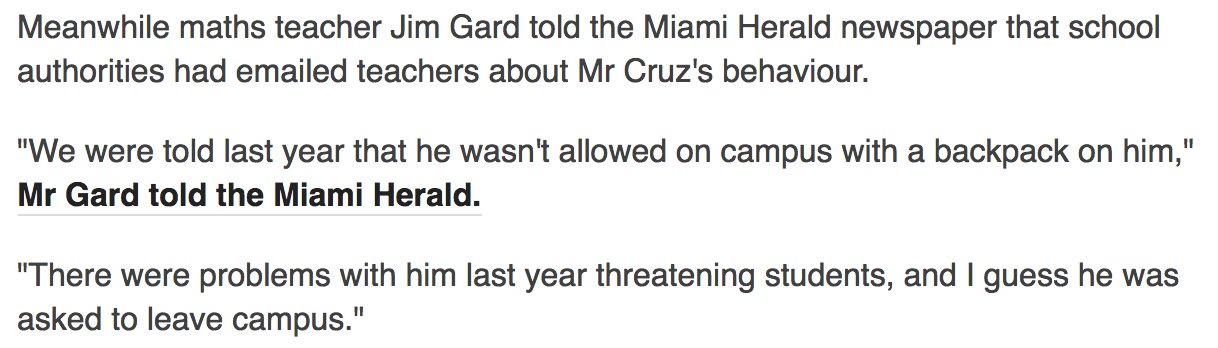 Meanwhile maths teacher Jim Gard told the Miami Herald newspaper that school
authorities had emailed teachers about Mr Cruz's behaviour.
"We were told last year that he wasn't allowed on campus with a backpack on him,"
Mr Gard told the Miami Herald.
"There were problems with him last year threatening students, and I guess he was
asked to leave campus."